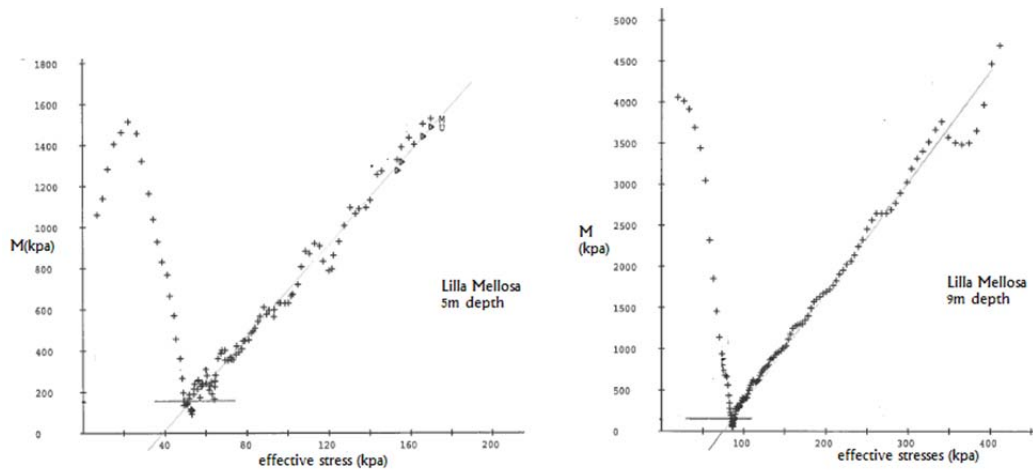 1800
1600
1400
1200
1000
800
600
400
200
0
M(kpa)
40
80
120
160
200
effective stress (kpa)
M
U
Lilla Mellosa
5m depth
5000
4500
4000
3500
3000
2500
2000
1500
1000
500
0
M
(kpa)
100
200
300
400
effective stresses (kpa)
Lilla Mellosa
9m depth